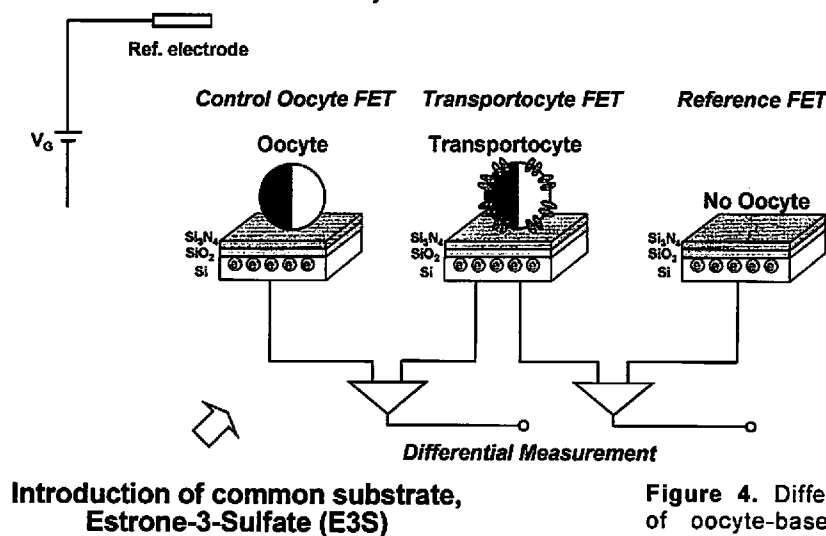 Ref. electrode
Control Oocyte FET Transportocyte FET Reference FET
VG
Oocyte Transportocyte No Oocyte
Si3N4 Si3N4 Si3N4
SiO2 SiO2 SiO2
Si Si Si
Differential Measurement
Introduction of common substrate,
Estrone-3-Sulfate (E3S)
Figure 4. Diffe
of oocyte-base